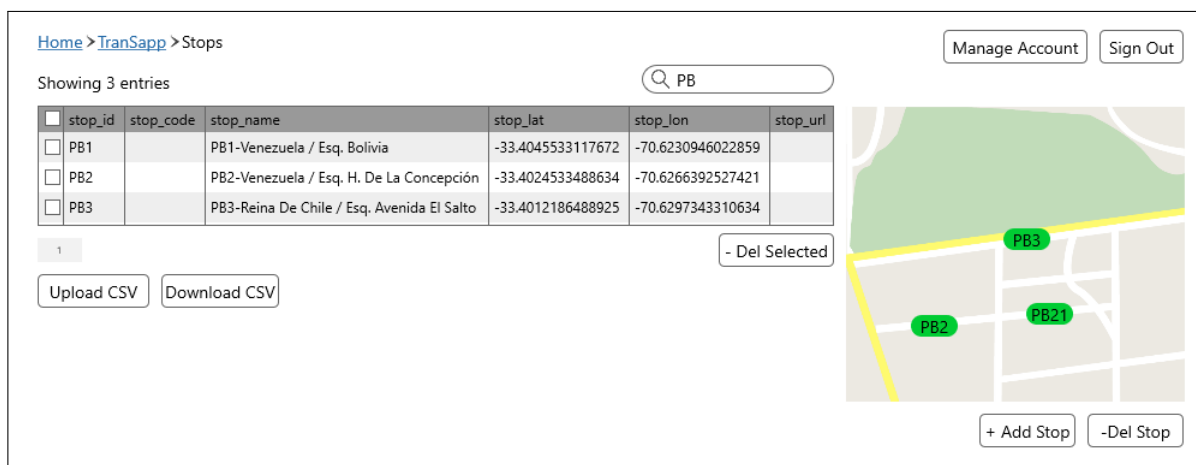 Home > TranSapp > Stops
Manage Account
Sign Out
Showing 3 entries
PB
stop_id stop_code stop_name stop_lat stop_lon stop_url
PB1 PB1-Venezuela / Esq. Bolivia -33.4045533117672 -70.6230946022859
PB2 PB2-Venezuela / Esq. H. De La Concepción -33.4024533488634 -70.6266392527421
PB3 PB3-Reina De Chile / Esq. Avenida El Salto -33.4012186488925 -70.6297343310634
1
- Del Selected
Upload CSV
Download CSV
PB3
PB21
PB2
+ Add Stop
-Del Stop